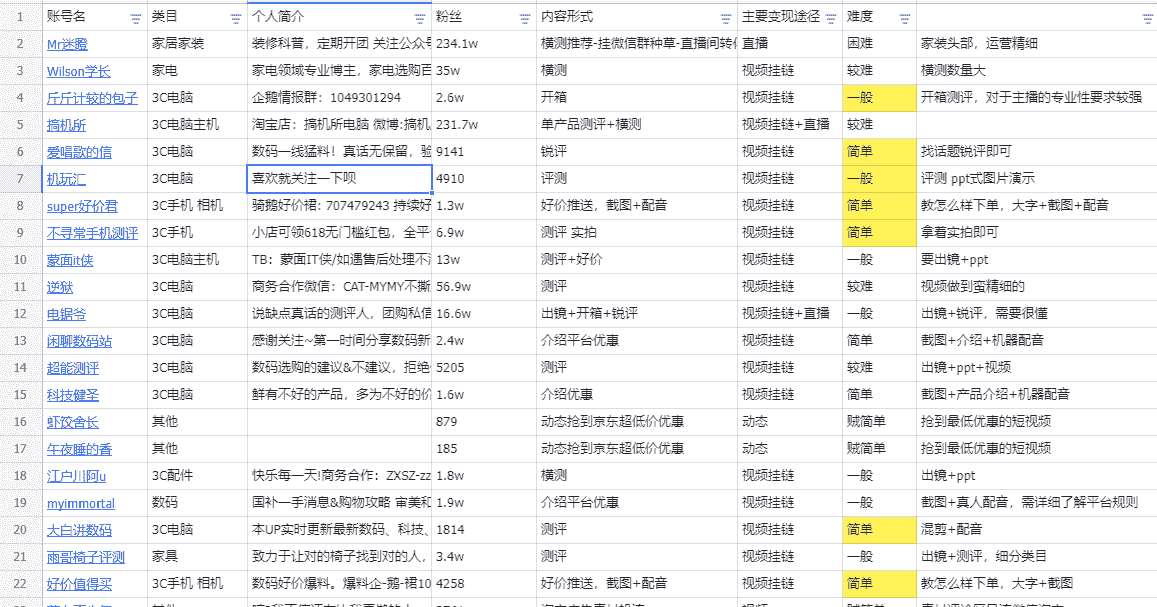 1 账号名 类目 个人简介 粉丝 内容形式 主要变现途径 难度
2 Mr迷瞪 家居家装 装修科普，定期开团 关注公众号 234.1w 横测推荐-挂微信群种草-直播间转化 直播 困难 家装头部，运营精细
3 Wilson学长 家电 家电领域专业博主，家电选购百 35w 横测 视频挂链 较难 横测数量大
4 斤斤计较的包子 3C电脑 企鹅情报群：1049301294 2.6w 开箱 视频挂链 一般 开箱测评，对于主播的专业性要求较强
5 搞机所 3C电脑主机 淘宝店：搞机所电脑 微博:搞机 231.7w 单产品测评+横测 视频挂链+直播 较难
6 爱唱歌的信 3C电脑 数码一线猛料！真话无保留，验 9141 锐评 视频挂链 简单 找话题锐评即可
7 机玩汇 3C电脑 喜欢就关注一下呗 4910 评测 视频挂链 一般 评测 ppt式图片演示
8 super好价君 3C手机 相机 骑鹅好价裙: 707479243 持续好 1.3w 好价推送，截图+配音 视频挂链 简单 教怎么样下单，大字+截图+配音
9 不寻常手机测评 3C手机 小店可领618无门槛红包，全平 6.9w 测评 实拍 视频挂链 简单 拿着实拍即可
10 蒙面it侠 3C电脑主机 TB：蒙面IT侠/如遇售后处理不 13w 测评+好价 视频挂链 一般 要出镜+ppt
11 逆狱 3C电脑 商务合作微信：CAT-MYMY不撕 56.9w 测评 视频挂链 较难 视频做到蛮精细的
12 电锯爷 3C电脑 说缺点真话的测评人，团购私信 16.6w 出镜+开箱+锐评 视频挂链+直播 一般 出镜+锐评，需要很懂
13 闲聊数码站 3C电脑 感谢关注~第一时间分享数码新 2.4w 介绍平台优惠 视频挂链 简单 截图+介绍+机器配音
14 超能测评 3C电脑 数码选购的建议&不建议，拒绝 5205 测评 视频挂链 较难 出镜+ppt+视频
15 科技健圣 3C电脑 鲜有不好的产品，多为不好的价 1.6w 介绍优惠 视频挂链 简单 截图+产品介绍+机器配音
16 虾饺舍长 其他 879 动态抢到京东超低价优惠 动态 贼简单 抢到最低优惠的短视频
17 午夜睡的香 其他 185 动态抢到京东超低价优惠 动态 贼简单 抢到最低优惠的短视频
18 江户川阿u 3C配件 快乐每一天!商务合作：ZXSZ-zz 1.8w 横测 视频挂链 一般 出镜+ppt
19 myimmortal 数码 国补一手消息&购物攻略 审美和 1.9w 介绍平台优惠 视频挂链 一般 截图+真人配音，需详细了解平台规则
20 大白讲数码 3C电脑 本UP实时更新最新数码、科技、 1814 测评 视频挂链 简单 混剪+配音
21 雨哥椅子评测 家具 致力于让对的椅子找到对的人， 3.4w 测评 视频挂链 一般 出镜+测评，细分类目
22 好价值得买 3C手机 相机 数码好价爆料。爆料企-鹅-裙10 4258 好价推送，截图+配音 视频挂链 简单 教怎么样下单，大字+截图